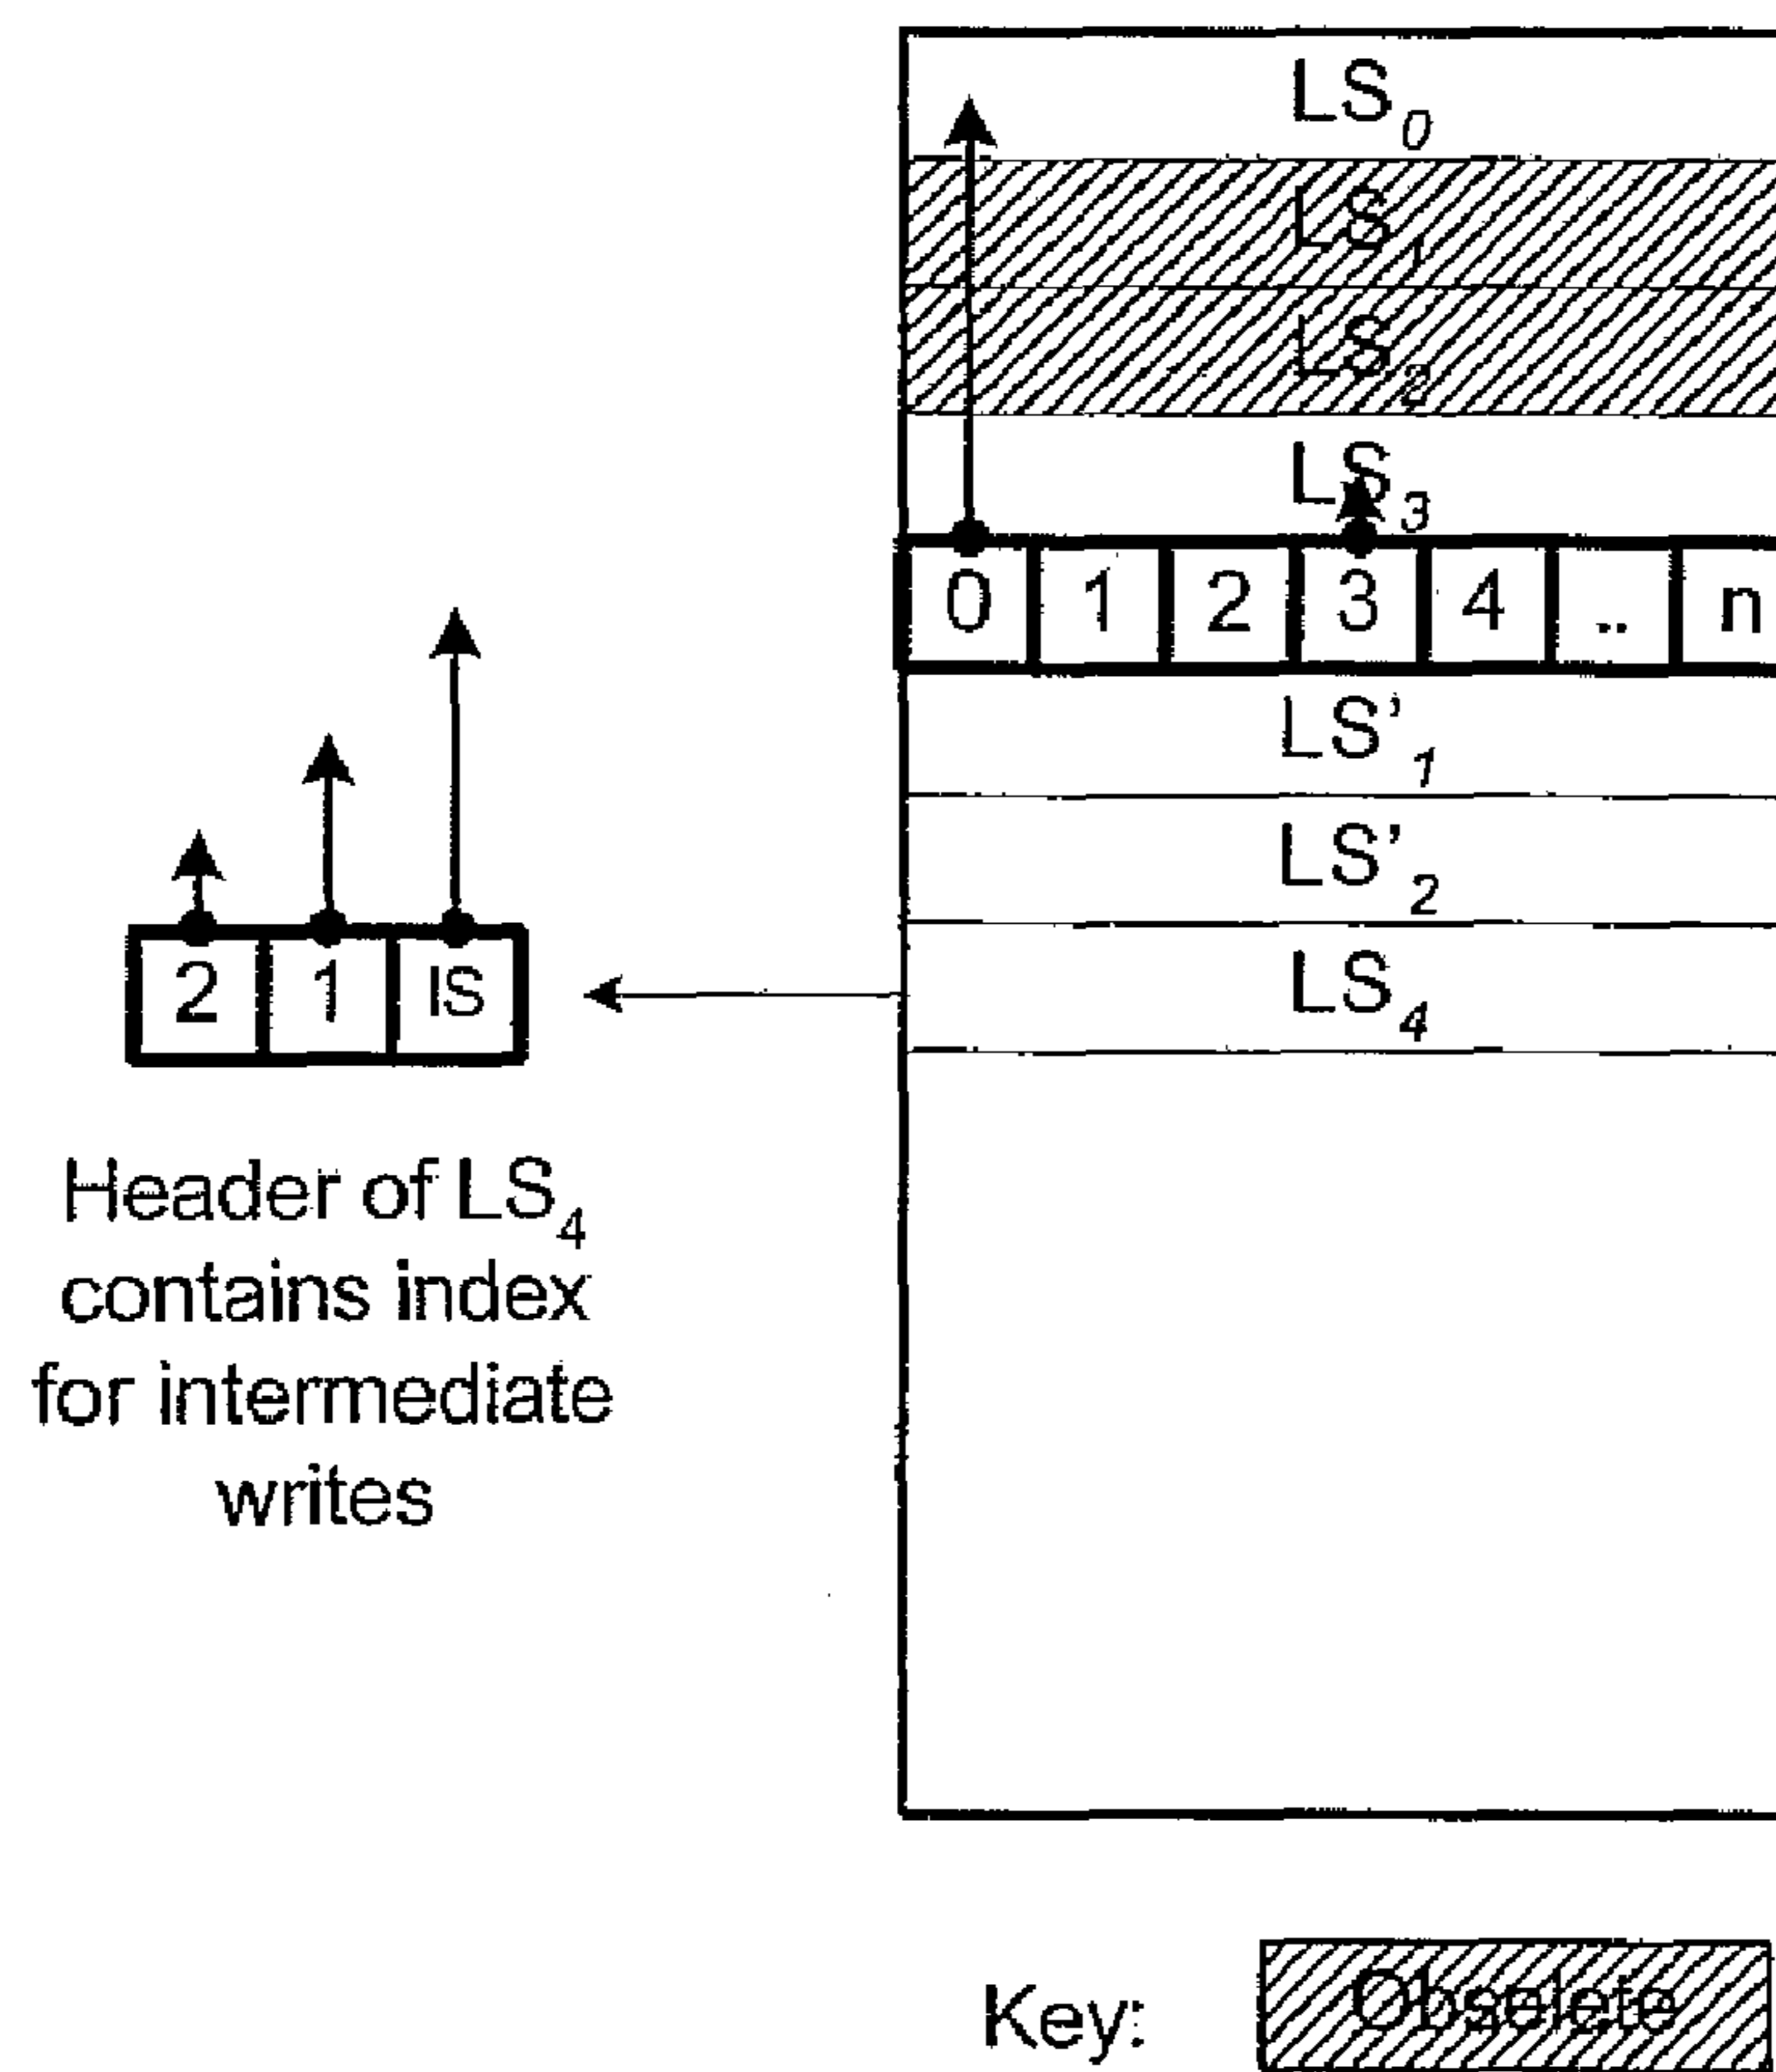 LS0
LS1
LS2
LS3
0 1 2 3 4 .. n
LS’1
LS’2
2 1 IS
LS4
Header of LS4
contains index
for intermediate
writes
Key: Obselete